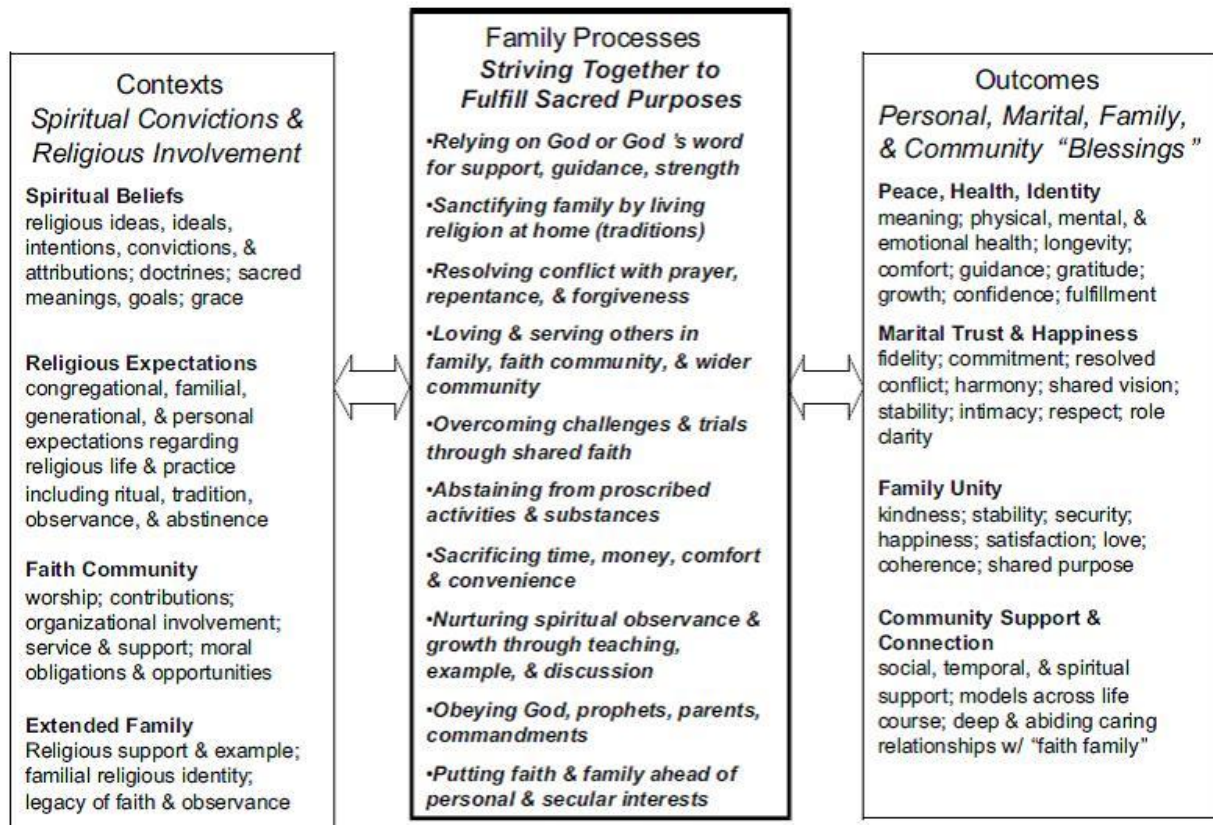 Contexts
Spiritual Convictions &
Religious Involvement
Spiritual Beliefs
religious ideas, ideals,
intentions, convictions, &
attributions; doctrines; sacred
meanings, goals; grace
Religious Expectations
congregational, familial,
generational, & personal
expectations regarding
religious life & practice
including ritual, tradition,
observance, & abstinence
Faith Community
worship; contributions;
organizational involvement;
service & support; moral
obligations & opportunities
Extended Family
Religious support & example;
familial religious identity;
legacy of faith & observance
Family Processes
Striving Together to
Fulfill Sacred Purposes
•Relying on God or God 's word
for support, guidance, strength
•Sanctifying family by living
religion at home (traditions)
•Resolving conflict with prayer,
repentance, & forgiveness
•Loving & serving others in
family, faith community, & wider
community
•Overcoming challenges & trials
through shared faith
•Abstaining from proscribed
activities & substances
•Sacrificing time, money, comfort
& convenience
•Nurturing spiritual observance &
growth through teaching,
example, & discussion
•Obeying God, prophets, parents,
commandments
•Putting faith & family ahead of
personal & secular interests
Outcomes
Personal, Marital, Family,
& Community “Blessings ”
Peace, Health, Identity
meaning; physical, mental, &
emotional health; longevity;
comfort; guidance; gratitude;
growth; confidence; fulfillment
Marital Trust & Happiness
fidelity; commitment; resolved
conflict; harmony; shared vision;
stability; intimacy; respect; role
clarity
Family Unity
kindness; stability; security;
happiness; satisfaction; love;
coherence; shared purpose
Community Support &
Connection
social, temporal, & spiritual
support; models across life
course; deep & abiding caring
relationships w/ “faith family”